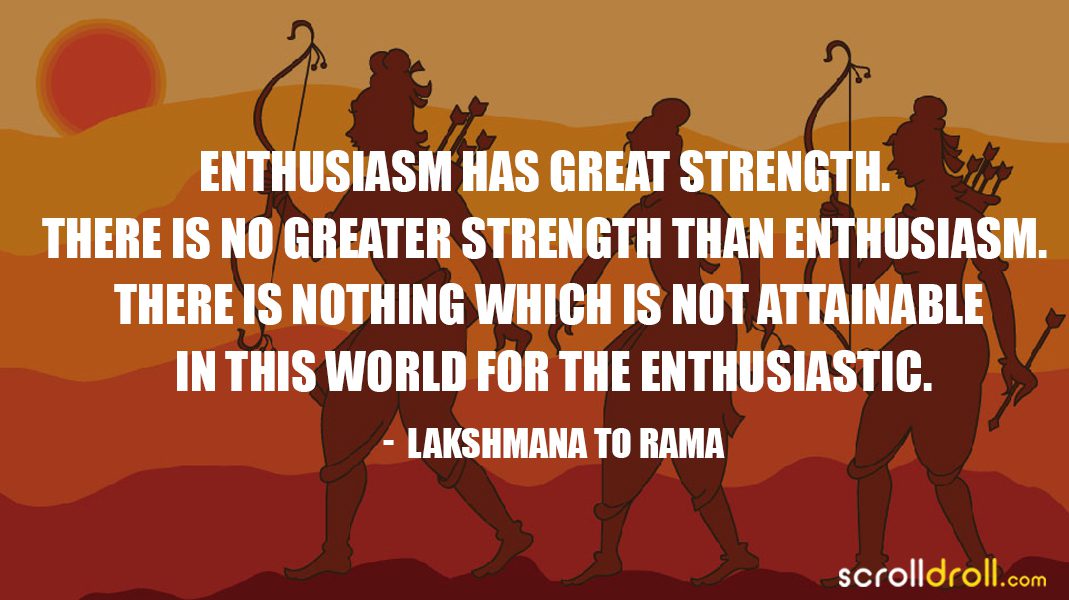 ENTHUSIASM HAS GREAT STRENGTH.
THERE IS NO GREATER STRENGTH THAN ENTHUSIASM.
THERE IS NOTHING WHICH IS NOT ATTAINABLE
IN THIS WORLD FOR THE ENTHUSIASTIC.
- LAKSHMANA TO RAMA
scrolldroll.com